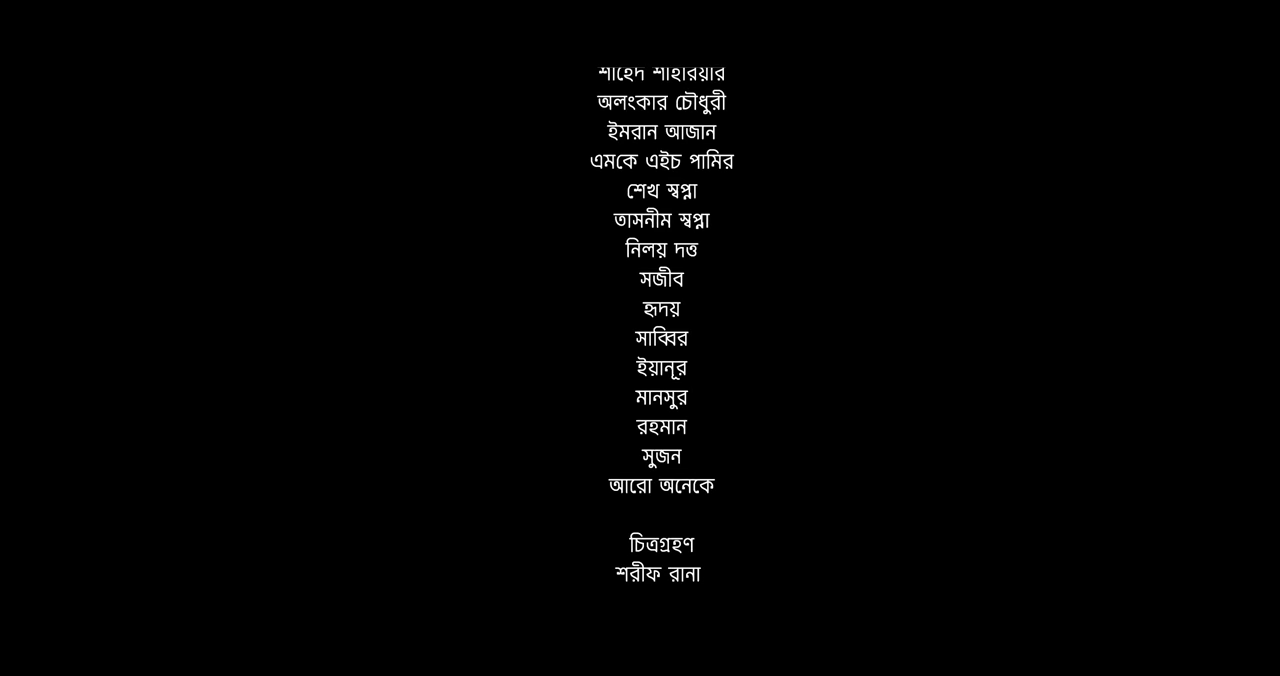 শাহেদ শাহরিয়ার
অলংকার চৌধুরী
ইমরান আজান
এমকে এইচ পামির
শেখ স্বপ্না
তাসনীম স্বপ্না
নিলয় দত্ত
সজীব
হৃদয়
সাব্বির
ইয়ানূর
মানসুর
রহমান
সুজন
আরো অনেকে
চিত্রগ্রহণ
শরীফ রানা